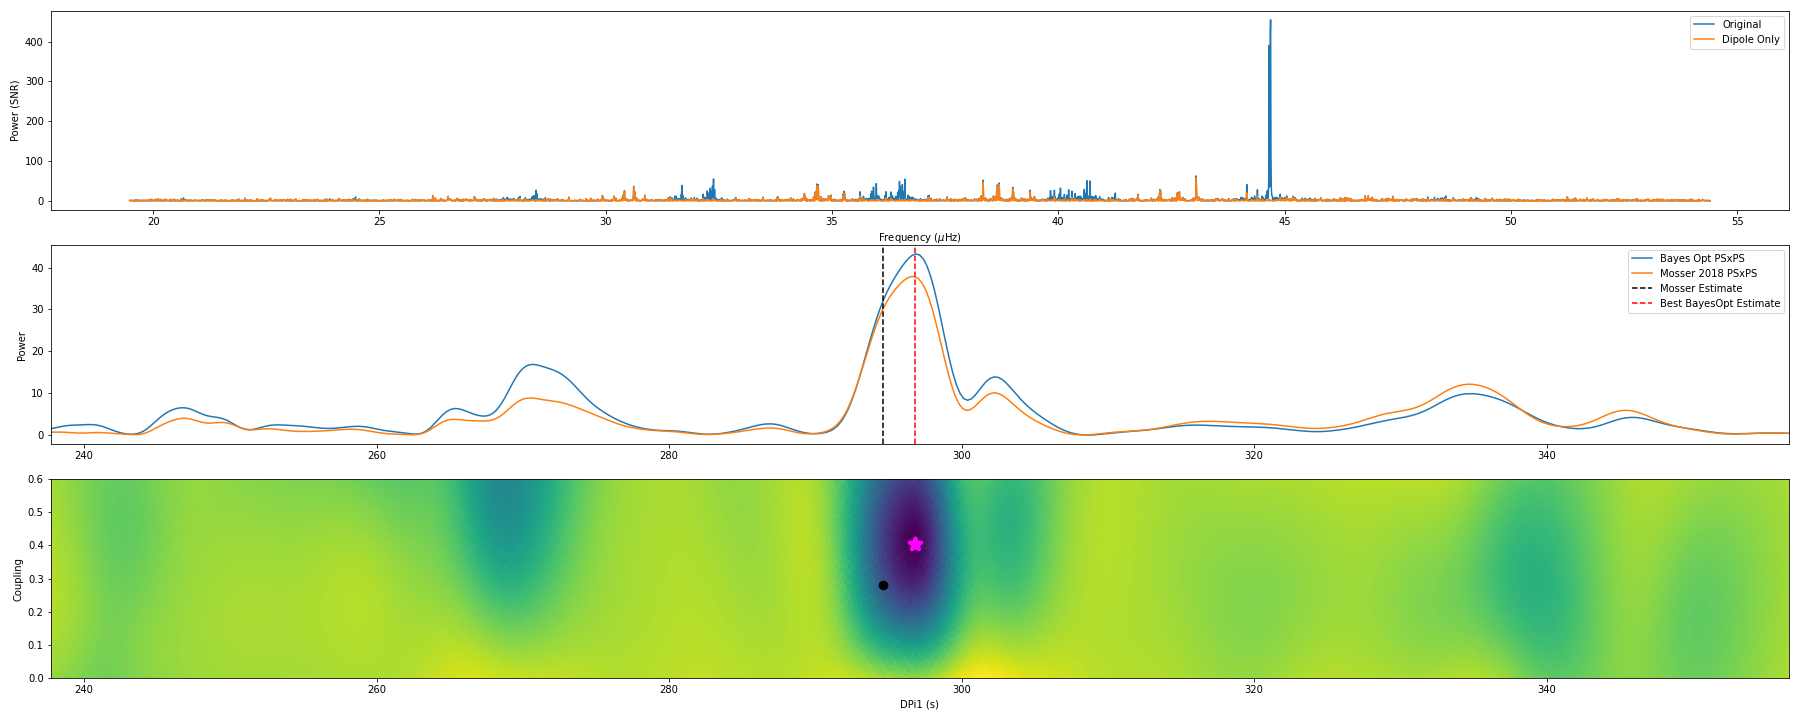 Original
Dipole Only
Power (SNR)
400
300
200
100
0
20 25 30 35 40 45 50 55
Frequency (μHz)
Bayes Opt PSxPS
Mosser 2018 PSxPS
Mosser Estimate
Best BayesOpt Estimate
Power
40
30
20
10
0
240 260 280 300 320 340
Coupling
0.6
0.5
0.4
0.3
0.2
0.1
0.0
240 260 280 300 320 340
DPi1 (s)